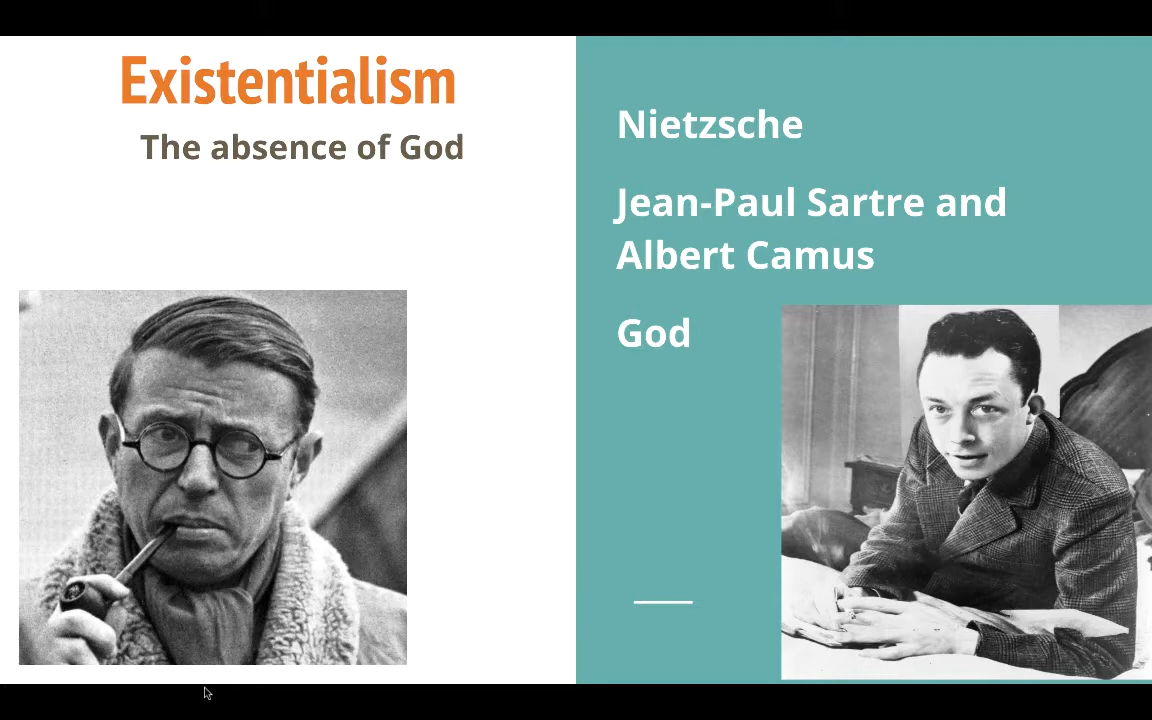 Existentialism
The absence of God
Nietzsche
Jean-Paul Sartre and
Albert Camus
God